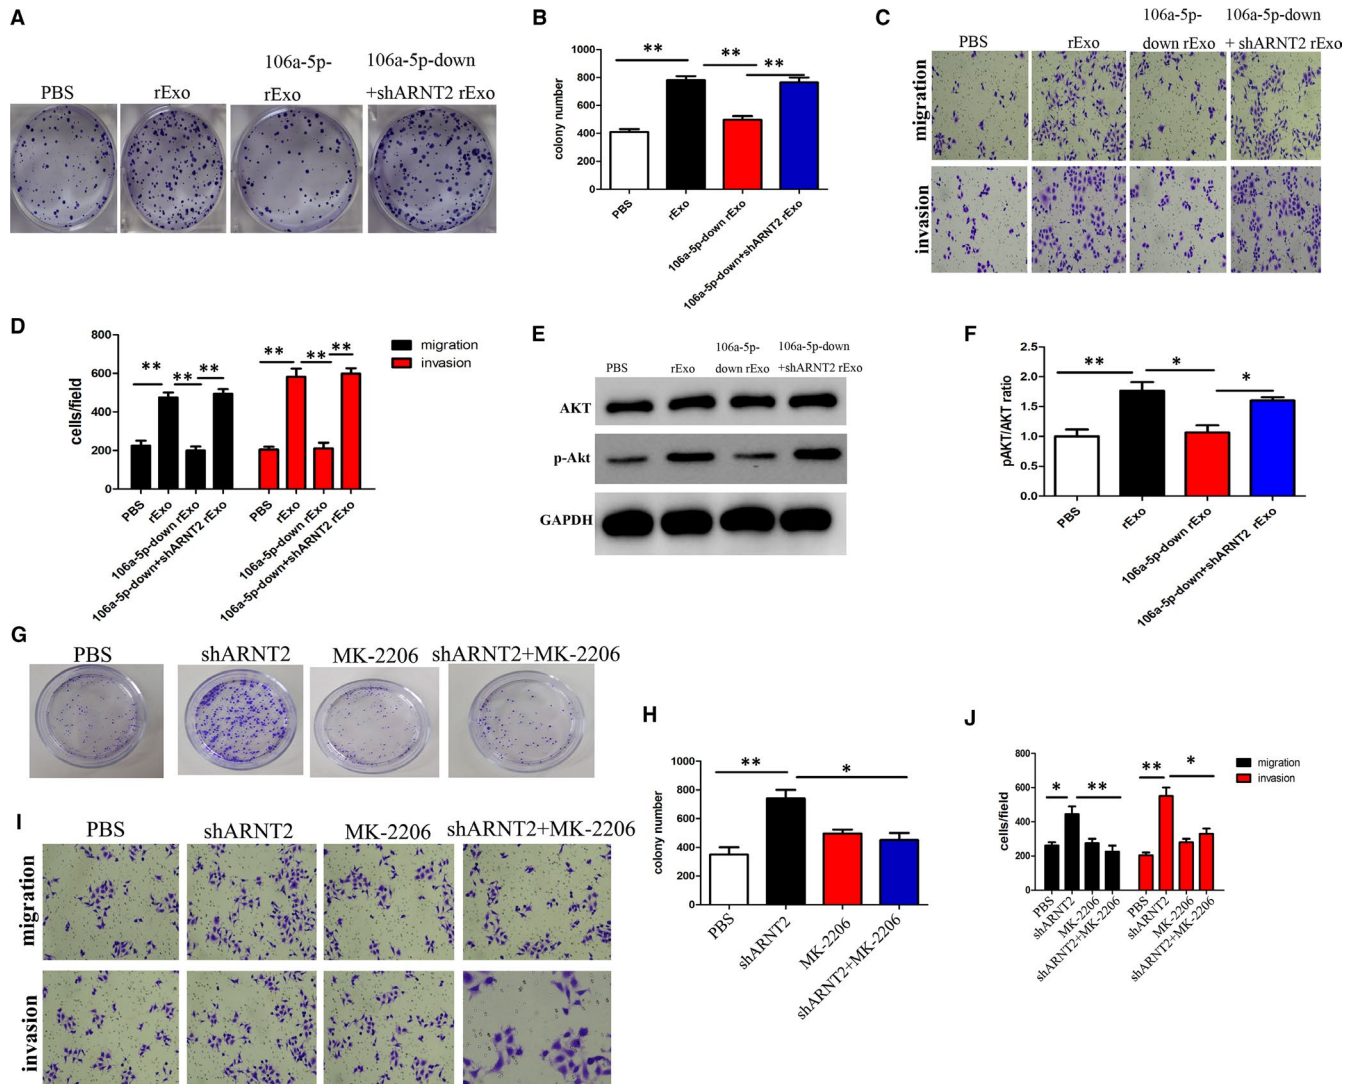 A
PBS
rExo
106a-5p-
rExo
106a-5p-down
+shARNT2 rExo
B
**
**
**
1000
800
600
400
200
0
colony number
PBS
rExo
106a-5p-down rExo
106a-5p-down+shARNT2 rExo
C
PBS
rExo
106a-5p-
down rExo
106a-5p-down
+ shARNT2 rExo
migration
invasion
D
800
600
400
200
0
cells/field
**
**
**
**
**
**
migration
invasion
PBS
rExo
106a-5p-down rExo
106a-5p-down+shARNT2 rExo
PBS
rExo
106a-5p-down rExo
106a-5p-down+shARNT2 rExo
E
PBS
rExo
106a-5p-
down rExo
106a-5p-down
+shARNT2 rExo
AKT
p-Akt
GAPDH
F
2.5
2.0
1.5
1.0
0.5
0.0
pAKT/AKT ratio
**
*
*
PBS
rExo
106a-5p-down rExo
106a-5p-down+shARNT2 rExo
G
PBS
shARNT2
MK-2206
shARNT2+MK-2206
H
1000
800
600
400
200
0
colony number
**
*
PBS
shARNT2
MK-2206
shARNT2+MK-2206
I
PBS
shARNT2
MK-2206
shARNT2+MK-2206
migration
invasion
J
800
600
400
200
0
cells/field
*
**
**
*
migration
invasion
PBS
shARNT2
MK-2206
shARNT2+MK-2206
PBS
shARNT2
MK-2206
shARNT2+MK-2206